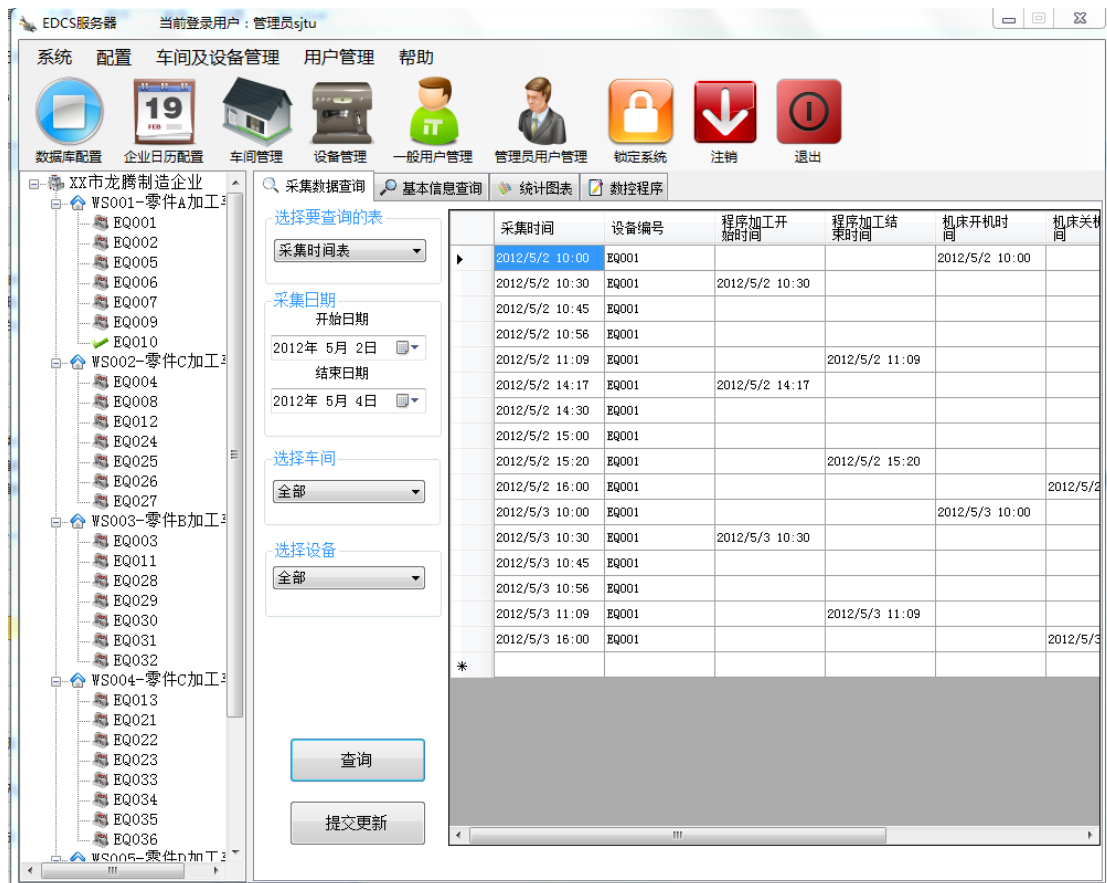 EDCS服务器 当前登录用户：管理员sjtu
系统 配置 车间及设备管理 用户管理 帮助
19
FEB
数据库配置 企业日历配置 车间管理 设备管理 一般用户管理 管理员用户管理 锁定系统 注销 退出
XX市龙腾制造企业
WS001-零件A加工
EQ001
EQ002
EQ005
EQ006
EQ007
EQ009
EQ010
WS002-零件C加工
EQ004
EQ008
EQ012
EQ024
EQ025
EQ026
EQ027
WS003-零件B加工
EQ003
EQ011
EQ028
EQ029
EQ030
EQ031
EQ032
WS004-零件C加工
EQ013
EQ021
EQ022
EQ023
EQ033
EQ034
EQ035
EQ036
WS005-零件D加工
采集数据查询 基本信息查询 统计图表 数控程序
选择要查询的表
采集时间表
采集日期
开始日期
2012年 5月 2日
结束日期
2012年 5月 4日
选择车间
全部
选择设备
全部
查询
提交更新
采集时间 设备编号 程序加工开始时间 程序加工结束时间 机床开机时间 机床关机间
2012/5/2 10:00 EQ001 2012/5/2 10:00
2012/5/2 10:30 EQ001 2012/5/2 10:30
2012/5/2 10:45 EQ001
2012/5/2 10:56 EQ001
2012/5/2 11:09 EQ001 2012/5/2 11:09
2012/5/2 14:17 EQ001 2012/5/2 14:17
2012/5/2 14:30 EQ001
2012/5/2 15:00 EQ001
2012/5/2 15:20 EQ001 2012/5/2 15:20
2012/5/2 16:00 EQ001 2012/5/2
2012/5/3 10:00 EQ001 2012/5/3 10:00
2012/5/3 10:30 EQ001 2012/5/3 10:30
2012/5/3 10:45 EQ001
2012/5/3 10:56 EQ001
2012/5/3 11:09 EQ001 2012/5/3 11:09
2012/5/3 16:00 EQ001 2012/5/3